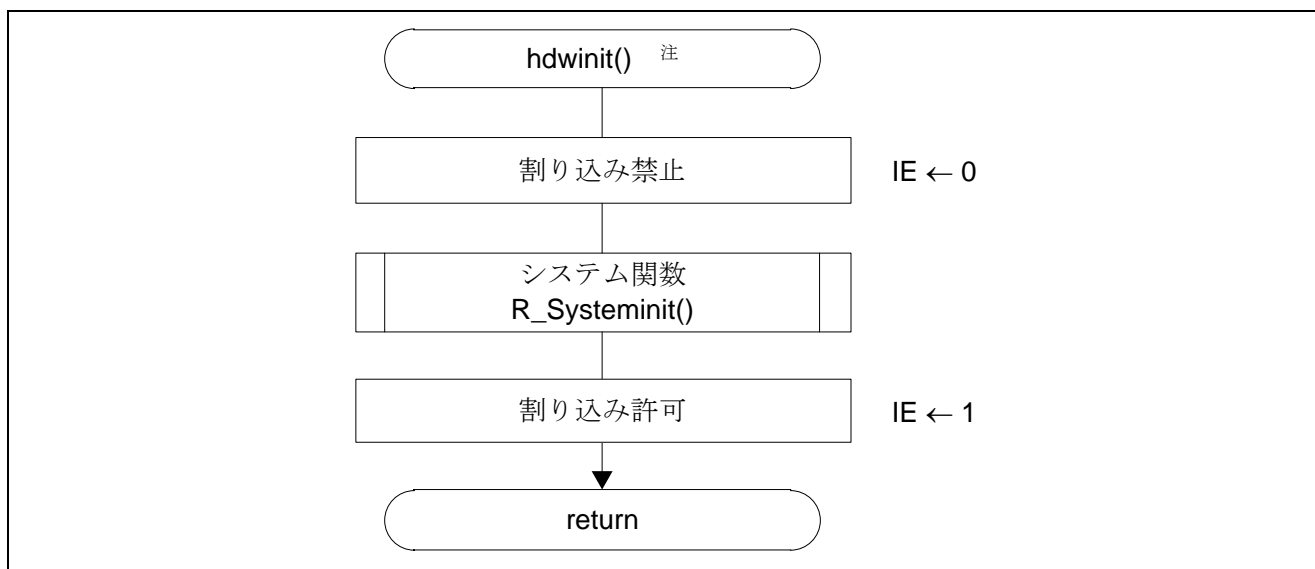 hdwinit() 注
割り込み禁止
IE ← 0
システム関数
R_Systeminit()
割り込み許可
IE ← 1
return